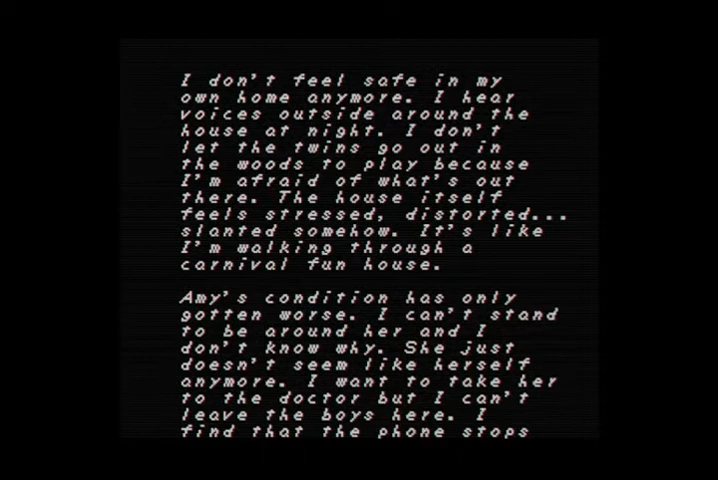 I don't feel safe in my
own home anymore. I hear
voices outside around the
house at night. I don't
let the twins go out in
the woods to play because
I'm afraid of what's out
there. The house itself
feels stressed, distorted...
slanted somehow. It's like
I'm walking through a
carnival fun house.
Amy's condition has only
gotten worse. I can't stand
to be around her and I
don't know why. She just
doesn't seem like herself
anymore. I want to take her
to the doctor but I can't
leave the boys here. I
find that the phone stops